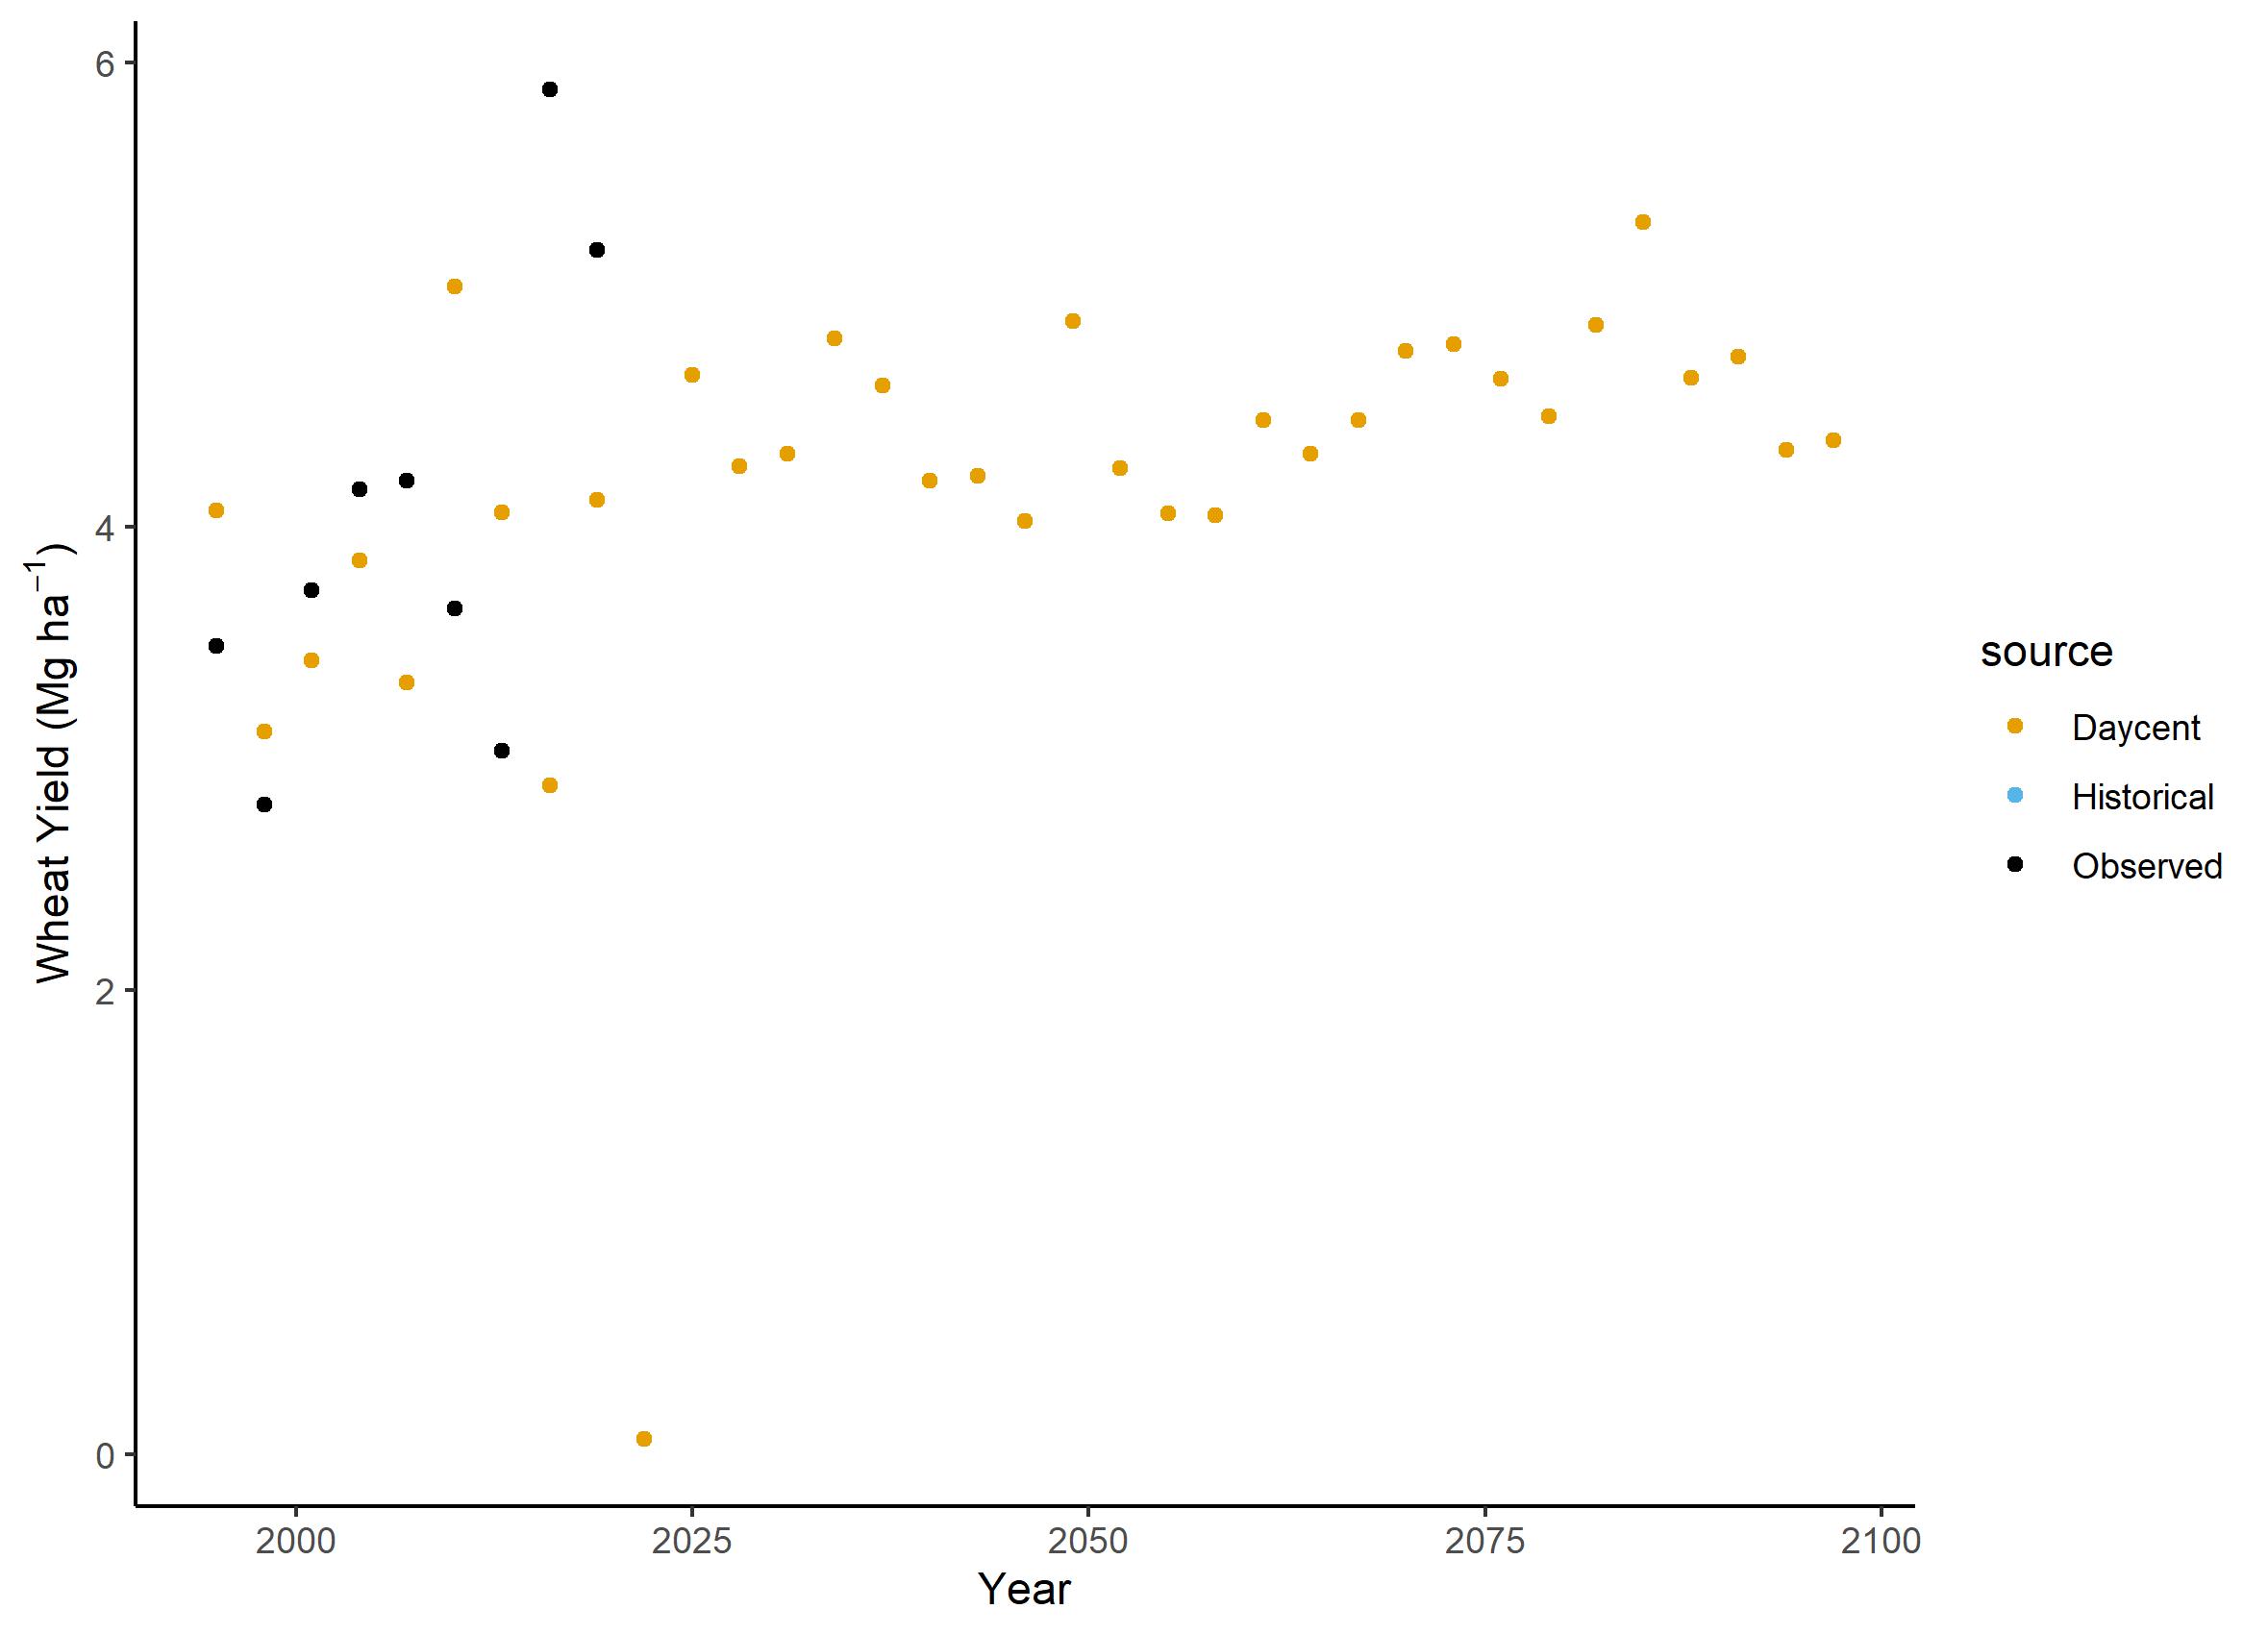 6
4
2
0
Wheat Yield (Mg ha⁻¹)
2000 2025 2050 2075 2100
Year
source
Daycent
Historical
Observed